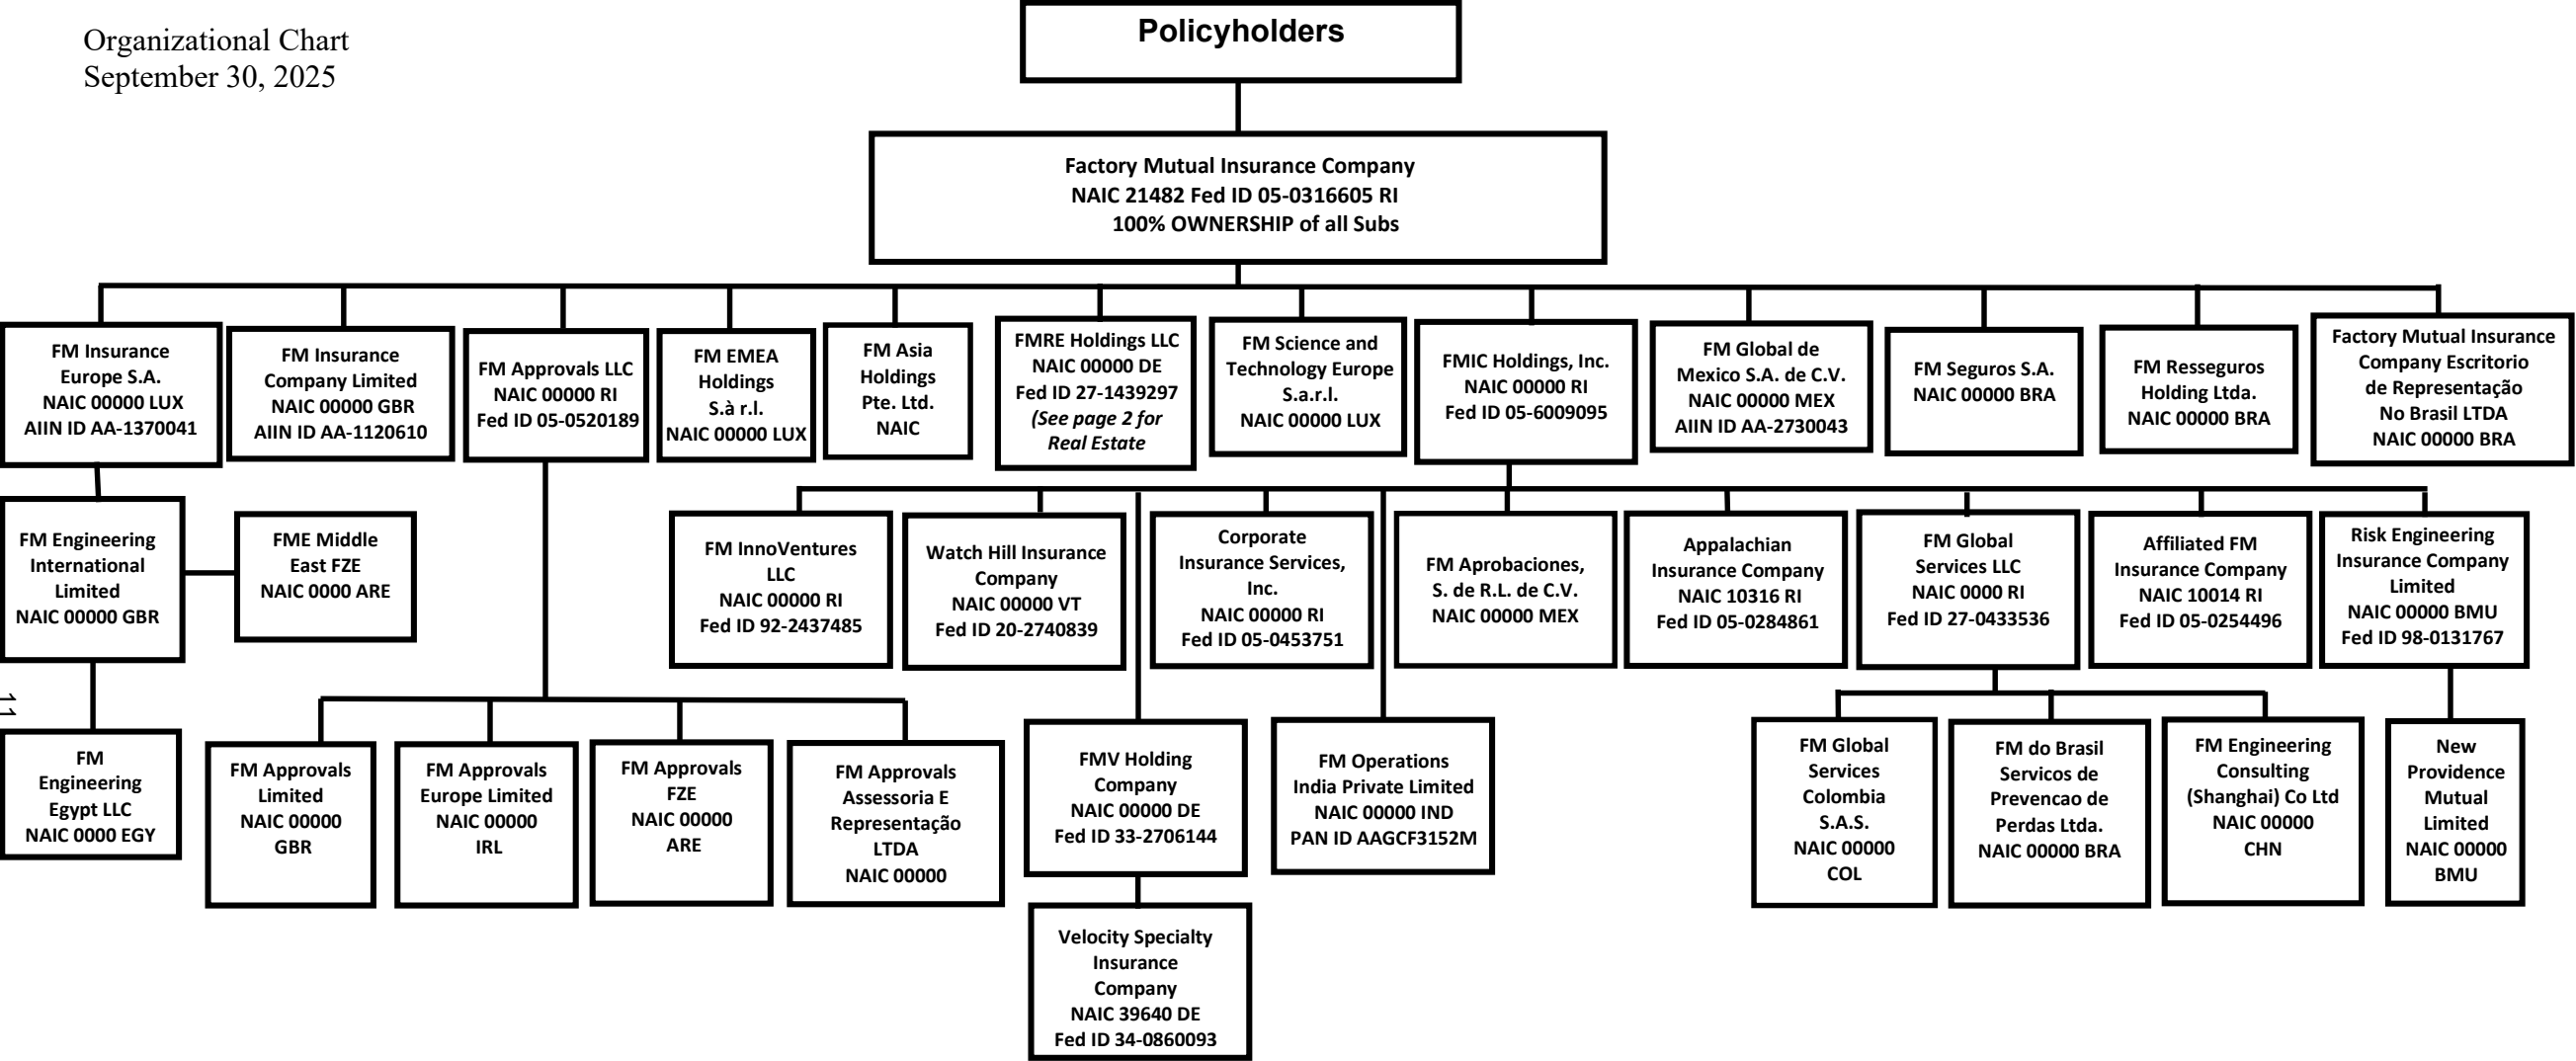 Organizational Chart
September 30, 2025
Policyholders
Factory Mutual Insurance Company
NAIC 21482 Fed ID 05-0316605 RI
100% OWNERSHIP of all Subs
FM Insurance
Europe S.A.
NAIC 00000 LUX
AIIN ID AA-1370041
FM Insurance
Company Limited
NAIC 00000 GBR
AIIN ID AA-1120610
FM Approvals LLC
NAIC 00000 RI
Fed ID 05-0520189
FM EMEA
Holdings
S.à r.l.
NAIC 00000 LUX
FM Asia
Holdings
Pte. Ltd.
NAIC
FMRE Holdings LLC
NAIC 00000 DE
Fed ID 27-1439297
(See page 2 for
Real Estate
FM Science and
Technology Europe
S.a.r.l.
NAIC 00000 LUX
FMIC Holdings, Inc.
NAIC 00000 RI
Fed ID 05-6009095
FM Global de
Mexico S.A. de C.V.
NAIC 00000 MEX
AIIN ID AA-2730043
FM Seguros S.A.
NAIC 00000 BRA
FM Resseguros
Holding Ltda.
NAIC 00000 BRA
Factory Mutual Insurance
Company Escritorio
de Representação
No Brasil LTDA
NAIC 00000 BRA
FM Engineering
International
Limited
NAIC 00000 GBR
FME Middle
East FZE
NAIC 0000 ARE
FM InnoVentures
LLC
NAIC 00000 RI
Fed ID 92-2437485
Watch Hill Insurance
Company
NAIC 00000 VT
Fed ID 20-2740839
Corporate
Insurance Services,
Inc.
NAIC 00000 RI
Fed ID 05-0453751
FM Aprobaciones,
S. de R.L. de C.V.
NAIC 00000 MEX
Appalachian
Insurance Company
NAIC 10316 RI
Fed ID 05-0284861
FM Global
Services LLC
NAIC 0000 RI
Fed ID 27-0433536
Affiliated FM
Insurance Company
NAIC 10014 RI
Fed ID 05-0254496
Risk Engineering
Insurance Company
Limited
NAIC 00000 BMU
Fed ID 98-0131767
11
FM
Engineering
Egypt LLC
NAIC 0000 EGY
FM Approvals
Limited
NAIC 00000
GBR
FM Approvals
Europe Limited
NAIC 00000
IRL
FM Approvals
FZE
NAIC 00000
ARE
FM Approvals
Assessoria E
Representação
LTDA
NAIC 00000
FMV Holding
Company
NAIC 00000 DE
Fed ID 33-2706144
FM Operations
India Private Limited
NAIC 00000 IND
PAN ID AAGCF3152M
FM Global
Services
Colombia
S.A.S.
NAIC 00000
COL
FM do Brasil
Servicos de
Prevencao de
Perdas Ltda.
NAIC 00000 BRA
FM Engineering
Consulting
(Shanghai) Co Ltd
NAIC 00000
CHN
New
Providence
Mutual
Limited
NAIC 00000
BMU
Velocity Specialty
Insurance
Company
NAIC 39640 DE
Fed ID 34-0860093